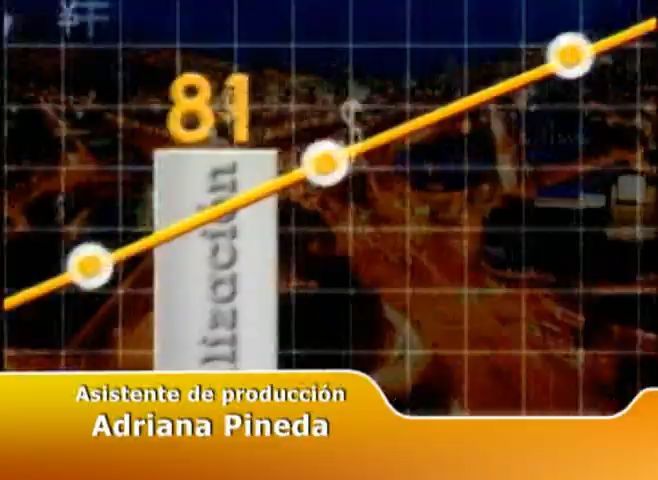 81
lización
$
Asistente de producción
Adriana Pineda